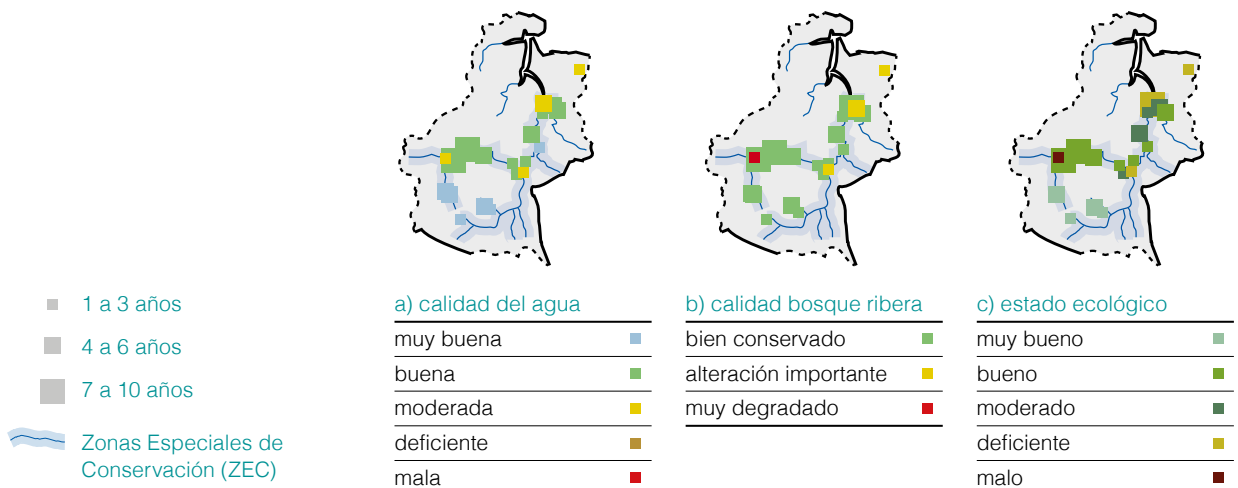 1 a 3 años
4 a 6 años
7 a 10 años
Zonas Especiales de
Conservación (ZEC)
a) calidad del agua
muy buena
buena
moderada
deficiente
mala
b) calidad bosque ribera
bien conservado
alteración importante
muy degradado
c) estado ecológico
muy bueno
bueno
moderado
deficiente
malo